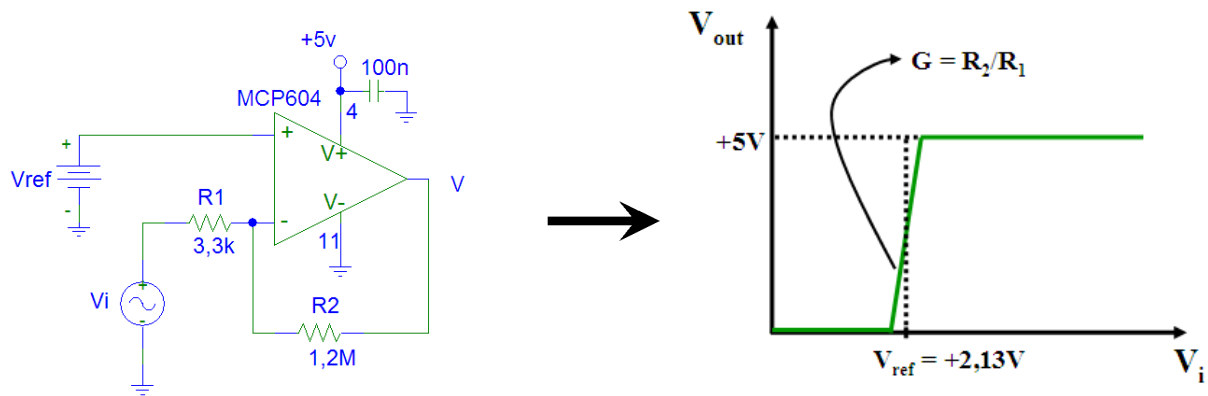 +5v
100n
MCP604
4
+
V+
+
Vref
-
R1
3,3k
-
V-
11
V
+
Vi
-
R2
1,2M
Vout
G = R2/R1
+5V
Vref = +2,13V
Vi